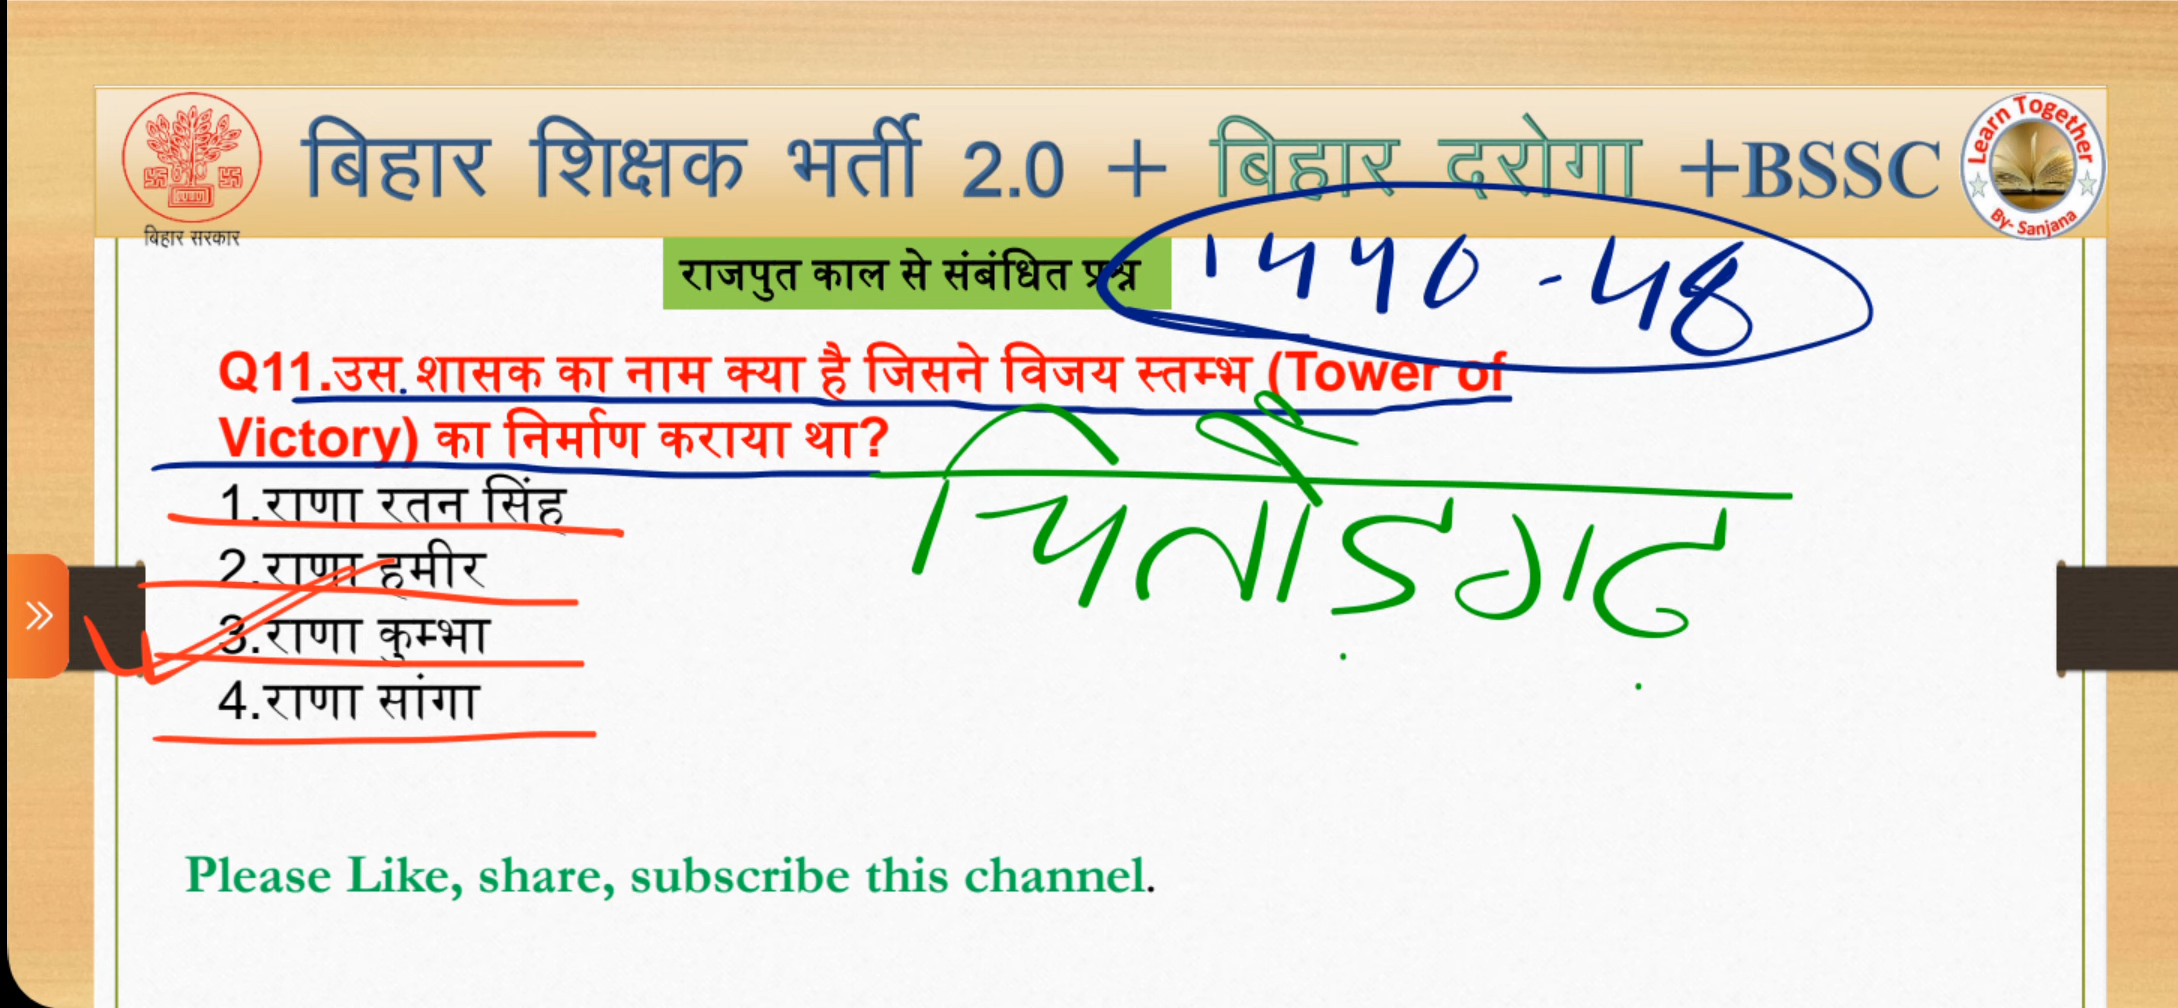 बिहार शिक्षक भर्ती 2.0 + बिहार दरोगा +BSSC
Learn Together
By- Sanjana
बिहार सरकार
राजपुत काल से संबंधित प्रश्न
1440-48
Q11.उस शासक का नाम क्या है जिसने विजय स्तम्भ (Tower of
Victory) का निर्माण कराया था?
1.राणा रतन सिंह
2.राणा हमीर
3.राणा कुम्भा
4.राणा सांगा
चित्तौड़गढ़
Please Like, share, subscribe this channel.